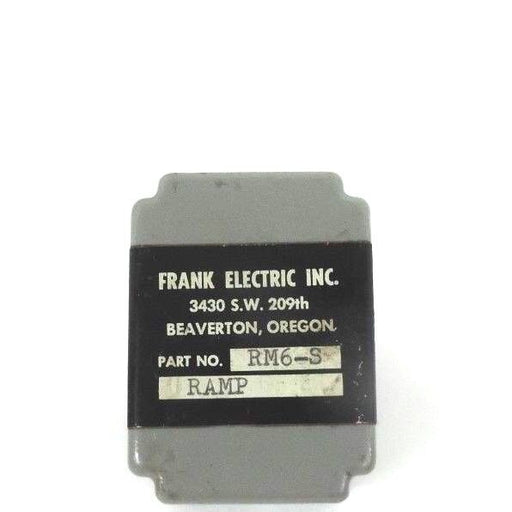 FRANK ELECTRIC INC.
3430 S.W. 209th
BEAVERTON, OREGON
PART NO. RM6-S
RAMP